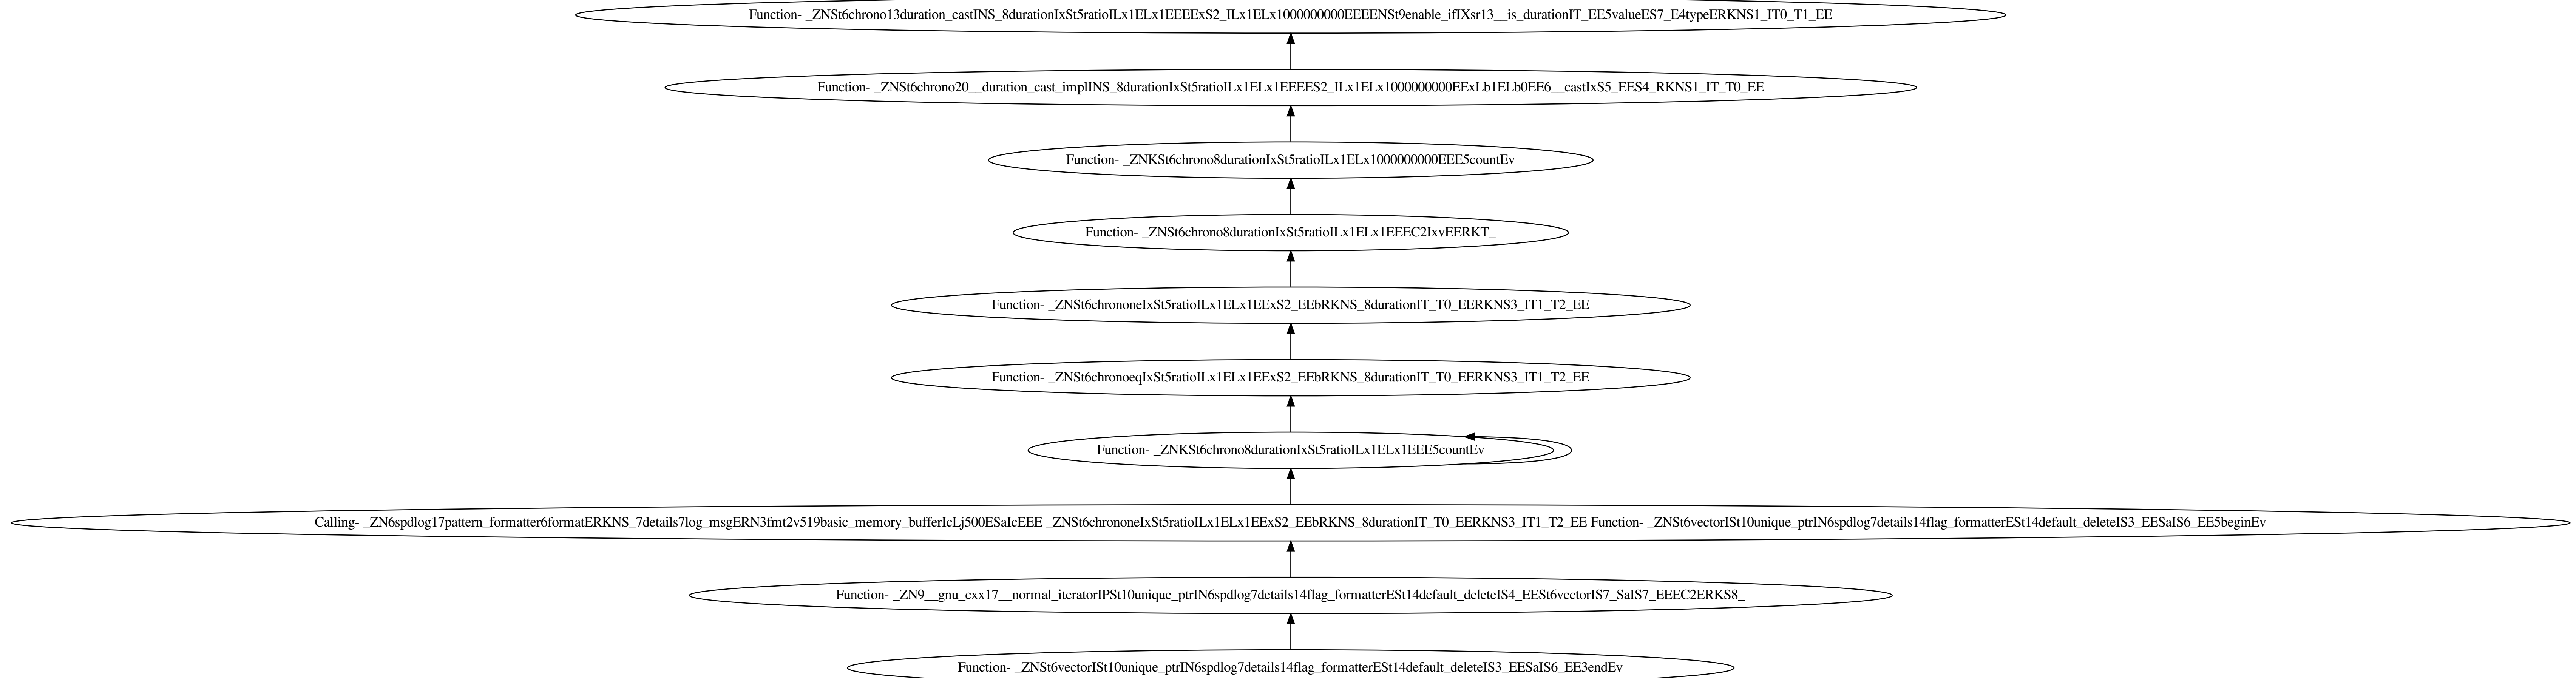 Function- _ZNSt6chrono13duration_castINS_8durationIxSt5ratioILx1ELx1EEEExS2_ILx1ELx1000000000EEEENSt9enable_ifIXsr13__is_durationIT_EE5valueES7_E4typeERKNS1_IT0_T1_EE
Function- _ZNSt6chrono20__duration_cast_implINS_8durationIxSt5ratioILx1ELx1EEEES2_ILx1ELx1000000000EExLb1ELb0EE6__castIxS5_EES4_RKNS1_IT_T0_EE
Function- _ZNKSt6chrono8durationIxSt5ratioILx1ELx1000000000EEE5countEv
Function- _ZNSt6chrono8durationIxSt5ratioILx1ELx1EEEC2IxvEERKT_
Function- _ZNSt6chrononeIxSt5ratioILx1ELx1EExS2_EEbRKNS_8durationIT_T0_EERKNS3_IT1_T2_EE
Function- _ZNSt6chronoeqIxSt5ratioILx1ELx1EExS2_EEbRKNS_8durationIT_T0_EERKNS3_IT1_T2_EE
Function- _ZNKSt6chrono8durationIxSt5ratioILx1ELx1EEE5countEv
Calling- _ZN6spdlog17pattern_formatter6formatERKNS_7details7log_msgERN3fmt2v519basic_memory_bufferIcLj500ESaIcEEE _ZNSt6chrononeIxSt5ratioILx1ELx1EExS2_EEbRKNS_8durationIT_T0_EERKNS3_IT1_T2_EE Function- _ZNSt6vectorISt10unique_ptrIN6spdlog7details14flag_formatterESt14default_deleteIS3_EESaIS6_EE5beginEv
Function- _ZN9__gnu_cxx17__normal_iteratorIPSt10unique_ptrIN6spdlog7details14flag_formatterESt14default_deleteIS4_EESt6vectorIS7_SaIS7_EEEC2ERKS8_
Function- _ZNSt6vectorISt10unique_ptrIN6spdlog7details14flag_formatterESt14default_deleteIS3_EESaIS6_EE3endEv